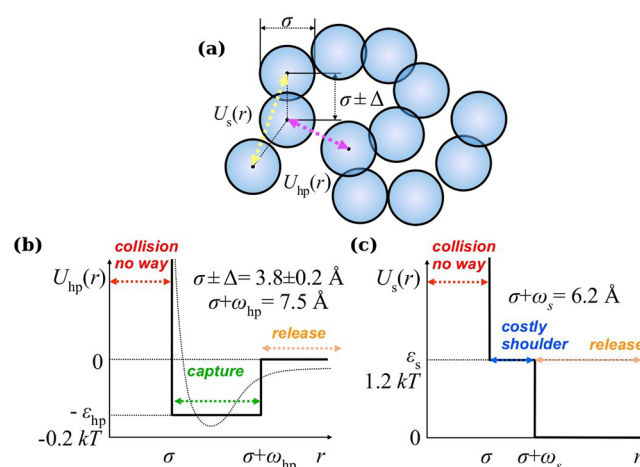 σ
(a)
U_s(r)
σ ± Δ
U_hp(r)
(b)
collision
no way
U_hp(r)
σ ± Δ = 3.8±0.2 Å
σ+ω_hp = 7.5 Å
release
0
capture
- ε_hp
-0.2 kT
σ
σ+ω_hp
r
(c)
collision
no way
U_s(r)
σ+ω_s = 6.2 Å
costly
shoulder
release
ε_s
1.2 kT
0
σ
σ+ω_s
r